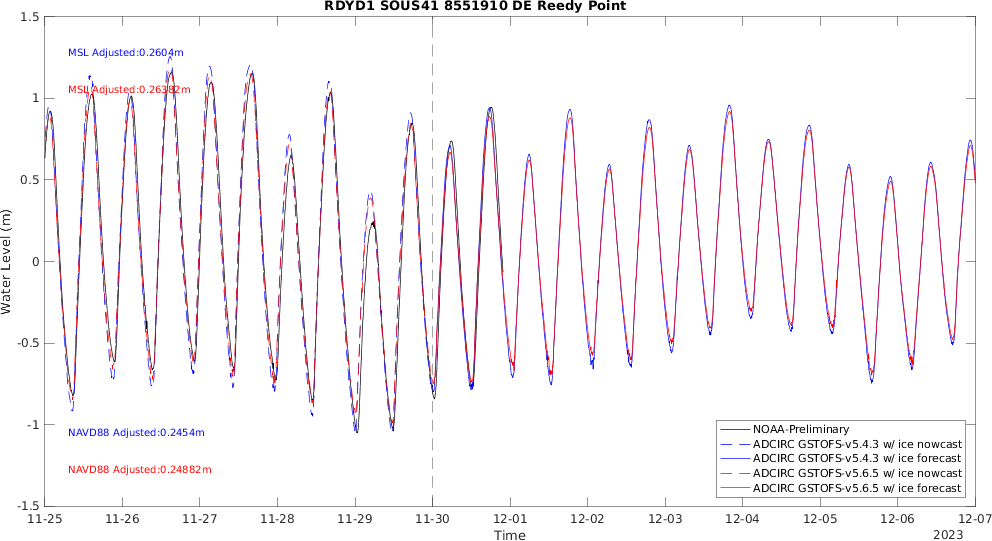 RDYD1 SOUS41 8551910 DE Reedy Point
1.5
1
0.5
0
-0.5
-1
-1.5
Water Level (m)
MSL Adjusted:0.2604m
MSL Adjusted:0.26382m
NAVD88 Adjusted:0.2454m
NAVD88 Adjusted:0.24882m
NOAA-Preliminary
ADCIRC GSTOFS-v5.4.3 w/ ice nowcast
ADCIRC GSTOFS-v5.4.3 w/ ice forecast
ADCIRC GSTOFS-v5.6.5 w/ ice nowcast
ADCIRC GSTOFS-v5.6.5 w/ ice forecast
11-25 11-26 11-27 11-28 11-29 11-30 12-01 12-02 12-03 12-04 12-05 12-06 12-07
Time
2023